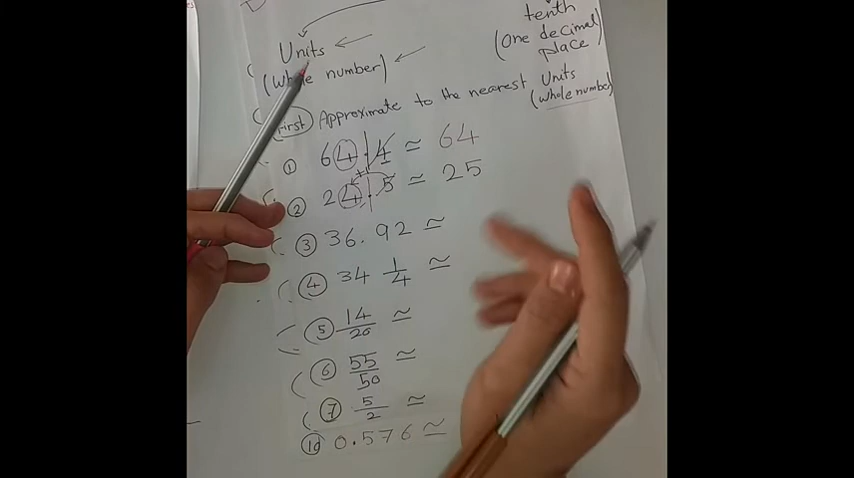 tenth
(One decimal place)
Units
(Whole number)
First Approximate to the nearest Units (whole number)
① 64.4 ≃ 64
② 24.5 ≃ 25
③ 36.92 ≃
④ 34 1/4 ≃
⑤ 14/20 ≃
⑥ 55/50 ≃
⑦ 5/2 ≃
⑩ 0.576 ≃